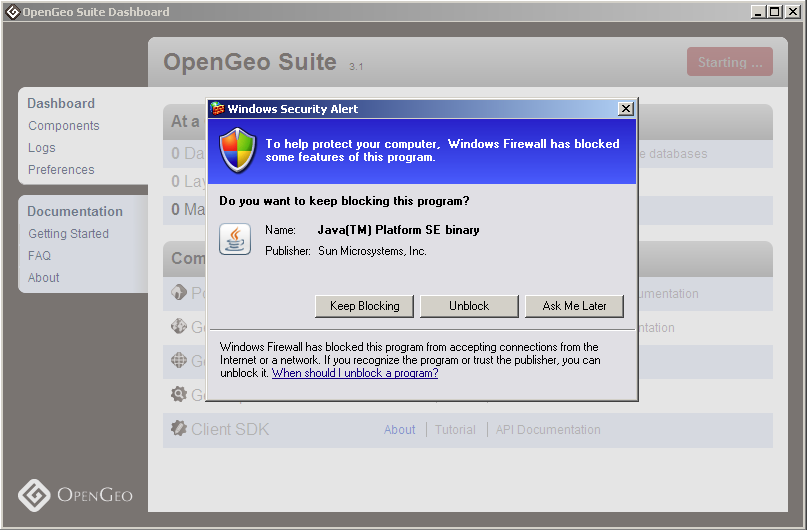 OpenGeo Suite Dashboard
OpenGeo Suite 3.1
Starting ...
Dashboard
Components
Logs
Preferences
Documentation
Getting Started
FAQ
About
At a
0 Da
e databases
0 Lay
0 Ma
Com
Po
umentation
Ge
ntation
Ge
Ge
Client SDK
About
Tutorial
API Documentation
OPENGEO
Windows Security Alert
To help protect your computer, Windows Firewall has blocked
some features of this program.
Do you want to keep blocking this program?
Name: Java(TM) Platform SE binary
Publisher: Sun Microsystems, Inc.
Keep Blocking
Unblock
Ask Me Later
Windows Firewall has blocked this program from accepting connections from the
Internet or a network. If you recognize the program or trust the publisher, you can
unblock it. When should I unblock a program?